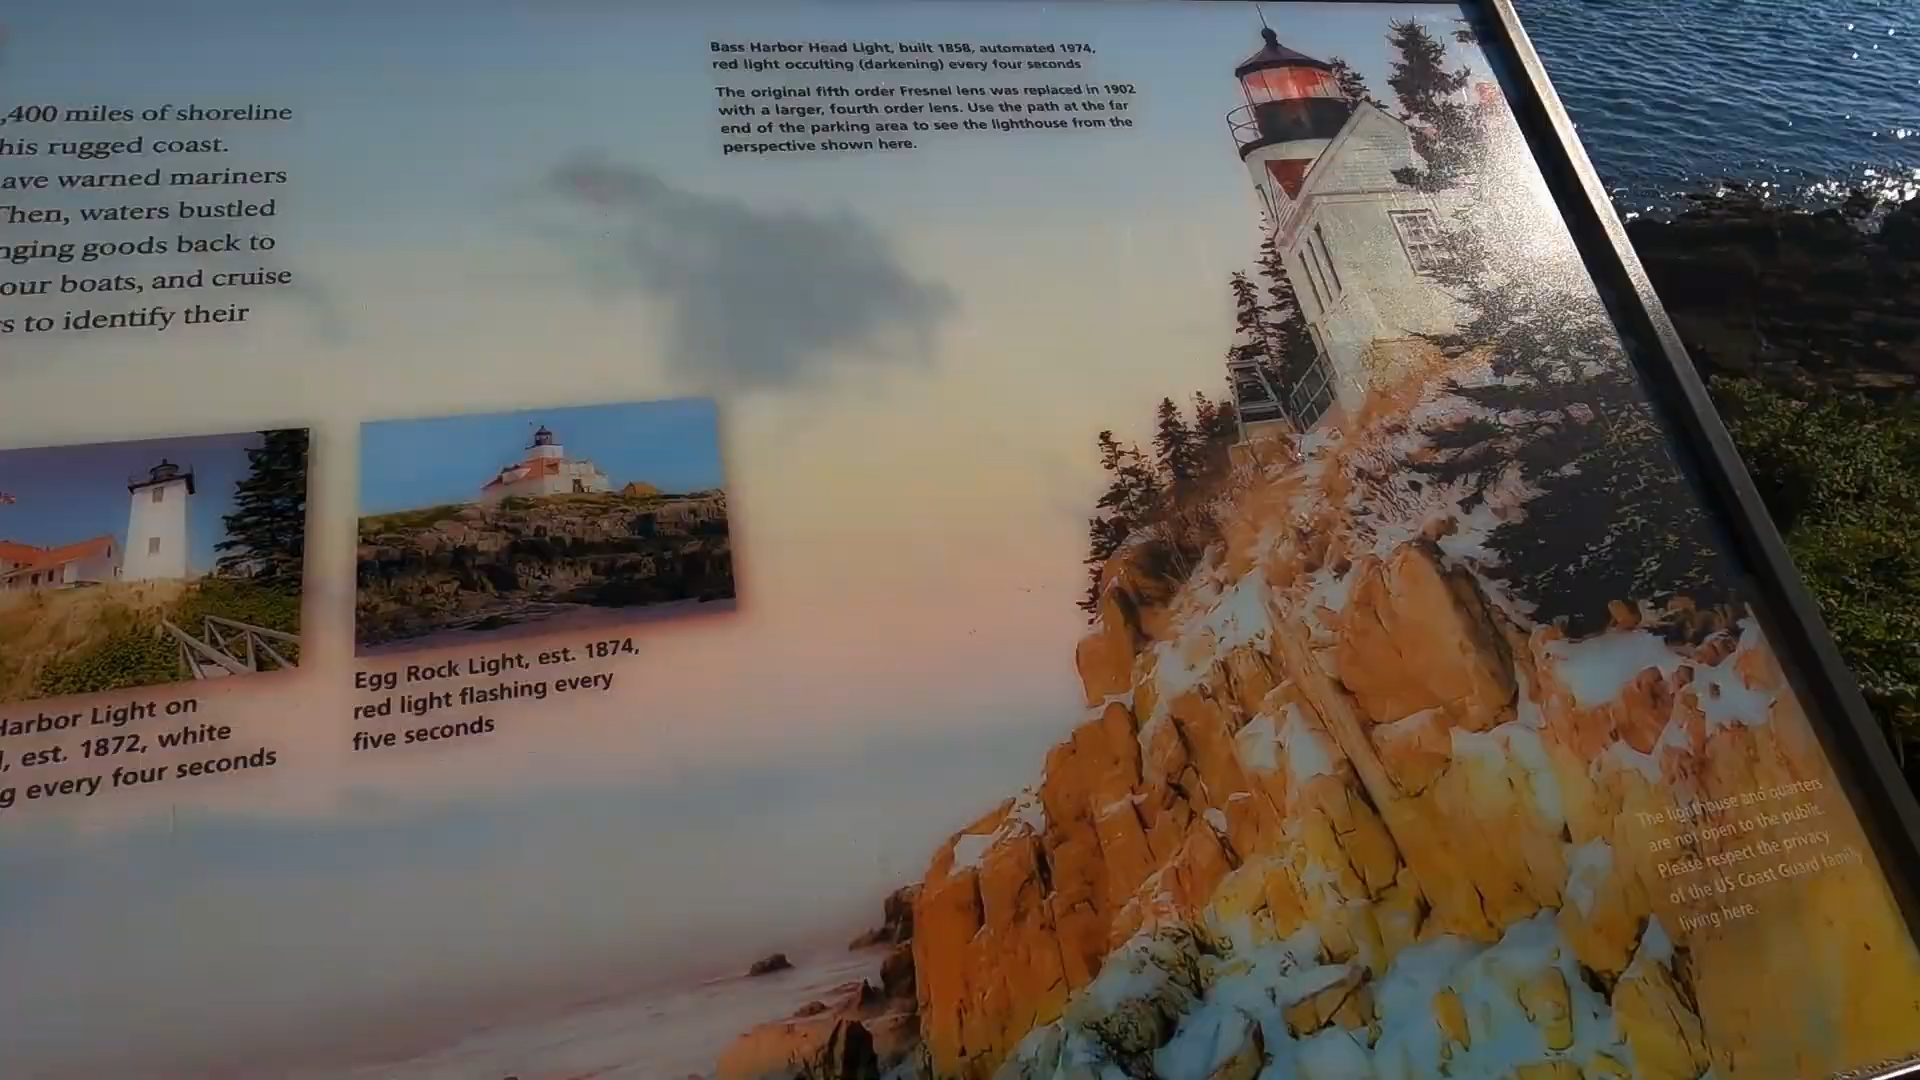 ,400 miles of shoreline
his rugged coast.
ave warned mariners
Then, waters bustled
nging goods back to
our boats, and cruise
s to identify their
Bass Harbor Head Light, built 1858, automated 1974,
red light occulting (darkening) every four seconds
The original fifth order Fresnel lens was replaced in 1902
with a larger, fourth order lens. Use the path at the far
end of the parking area to see the lighthouse from the
perspective shown here.
Harbor Light on
, est. 1872, white
g every four seconds
Egg Rock Light, est. 1874,
red light flashing every
five seconds
The lighthouse and quarters
are not open to the public.
Please respect the privacy
of the US Coast Guard family
living here.